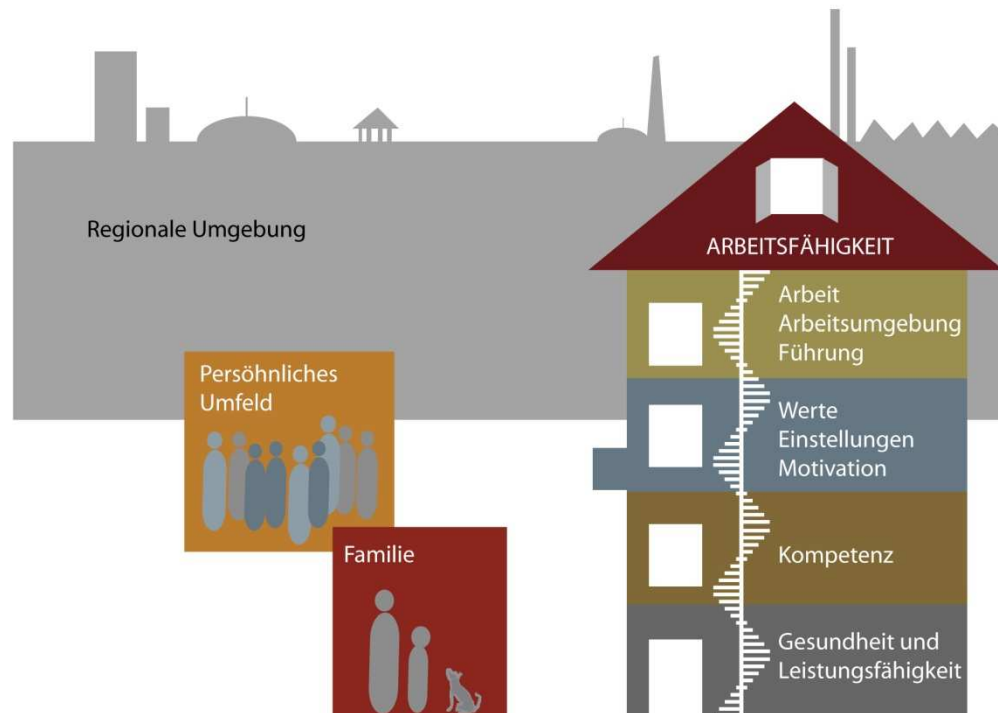 Regionale Umgebung
ARBEITSFÄHIGKEIT
Arbeit
Arbeitsumgebung
Führung
Persöhnliches
Umfeld
Werte
Einstellungen
Motivation
Familie
Kompetenz
Gesundheit und
Leistungsfähigkeit